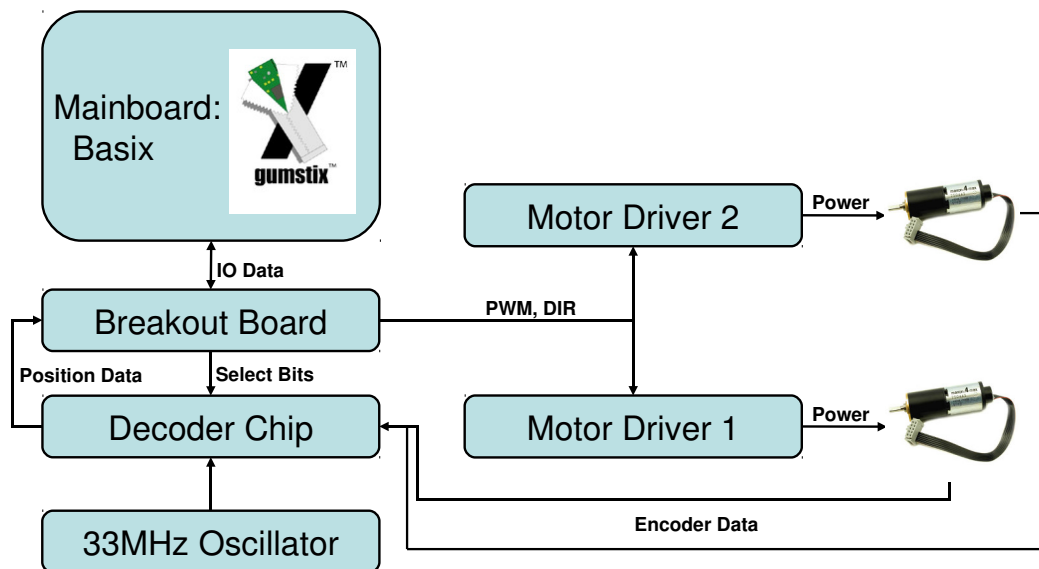 Mainboard:
Basix
TM
gumstix
TM
IO Data
Breakout Board
Position Data
Select Bits
Decoder Chip
33MHz Oscillator
PWM, DIR
Motor Driver 2
Power
Motor Driver 1
Power
Encoder Data